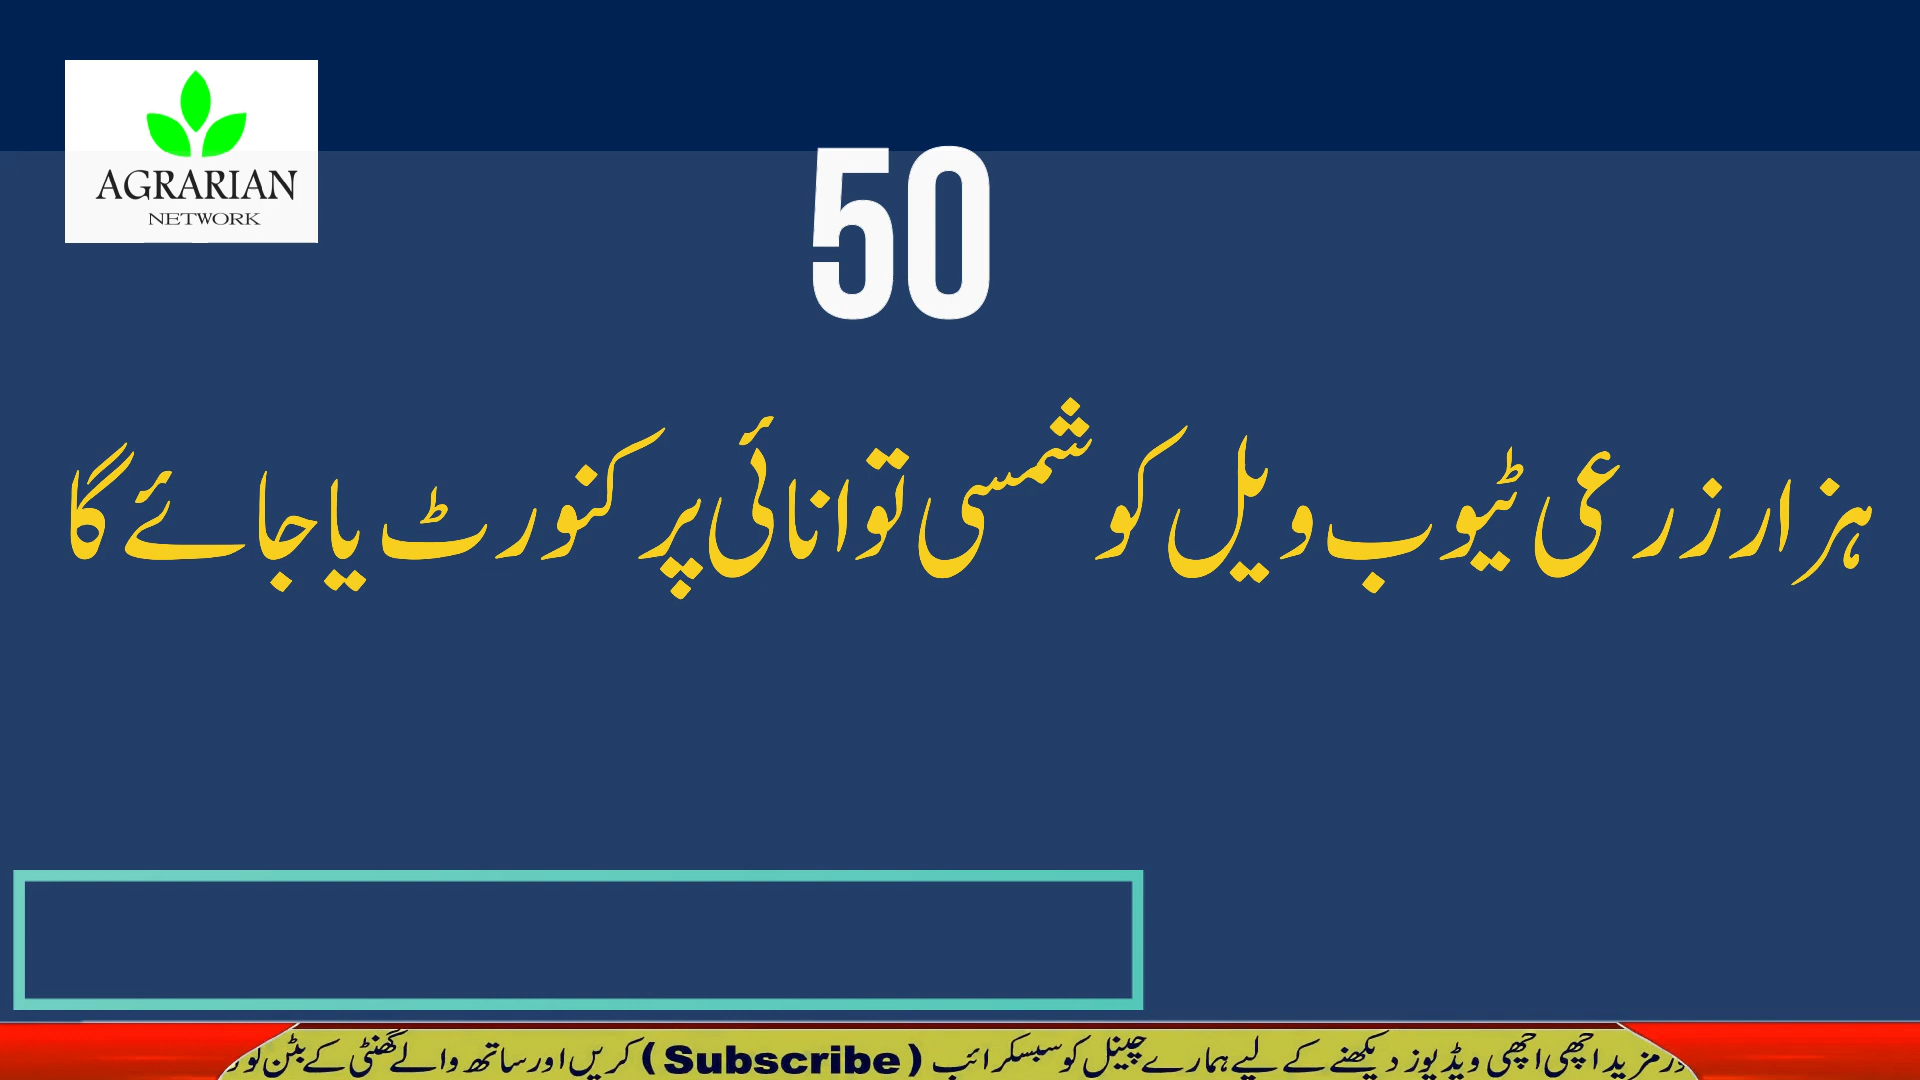 AGRARIAN
NETWORK
50
ہزار زرعی ٹیوب ویل کو شمسی توانائی پر کنورٹ یا جائے گا
مزید اچھی اچھی ویڈیوز دیکھنے کے لیے ہمارے چینل کو سبسکرائب (Subscribe) کریں اور ساتھ والے گھنٹی کے بٹن کو